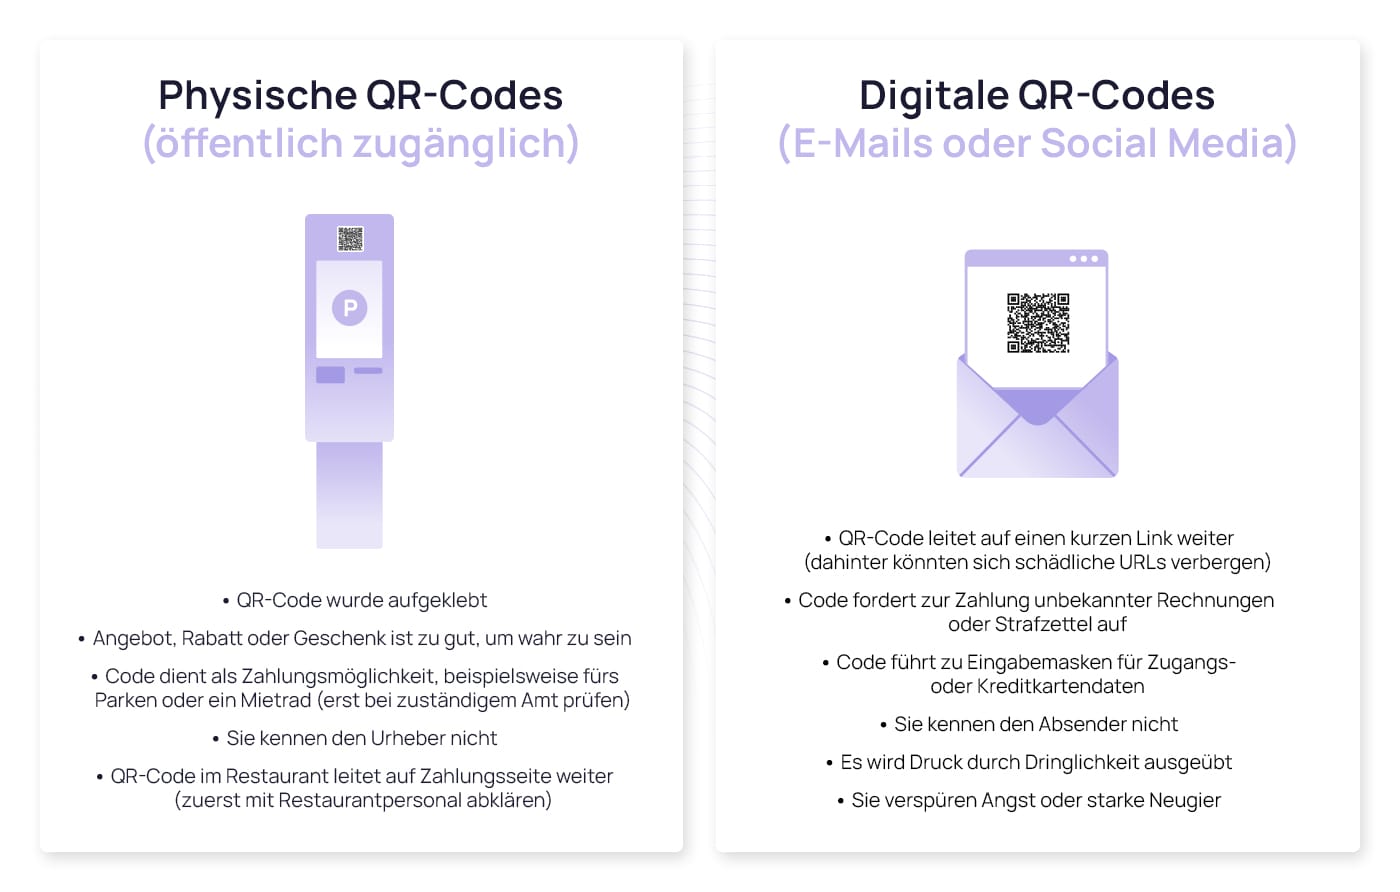 Physische QR-Codes
(öffentlich zugänglich)
P
• QR-Code wurde aufgeklebt
• Angebot, Rabatt oder Geschenk ist zu gut, um wahr zu sein
• Code dient als Zahlungsmöglichkeit, beispielsweise fürs
Parken oder ein Mietrad (erst bei zuständigem Amt prüfen)
• Sie kennen den Urheber nicht
• QR-Code im Restaurant leitet auf Zahlungsseite weiter
(zuerst mit Restaurantpersonal abklären)
Digitale QR-Codes
(E-Mails oder Social Media)
• QR-Code leitet auf einen kurzen Link weiter
(dahinter könnten sich schädliche URLs verbergen)
• Code fordert zur Zahlung unbekannter Rechnungen
oder Strafzettel auf
• Code führt zu Eingabemasken für Zugangs-
oder Kreditkartendaten
• Sie kennen den Absender nicht
• Es wird Druck durch Dringlichkeit ausgeübt
• Sie verspüren Angst oder starke Neugier